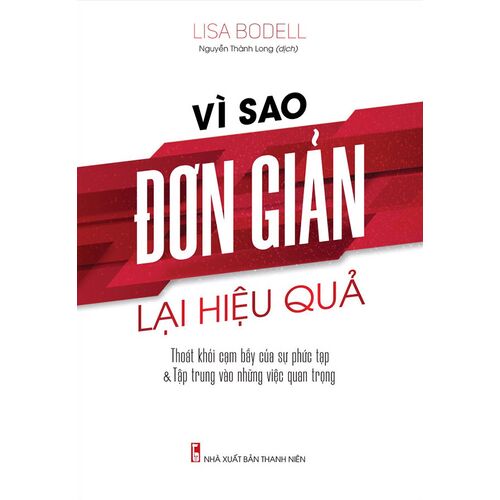 LISA BODELL
Nguyễn Thành Long (dịch)
VÌ SAO
ĐƠN GIẢN
LẠI HIỆU QUẢ
Thoát khỏi cạm bẫy của sự phức tạp
& Tập trung vào những việc quan trọng
NHÀ XUẤT BẢN THANH NIÊN